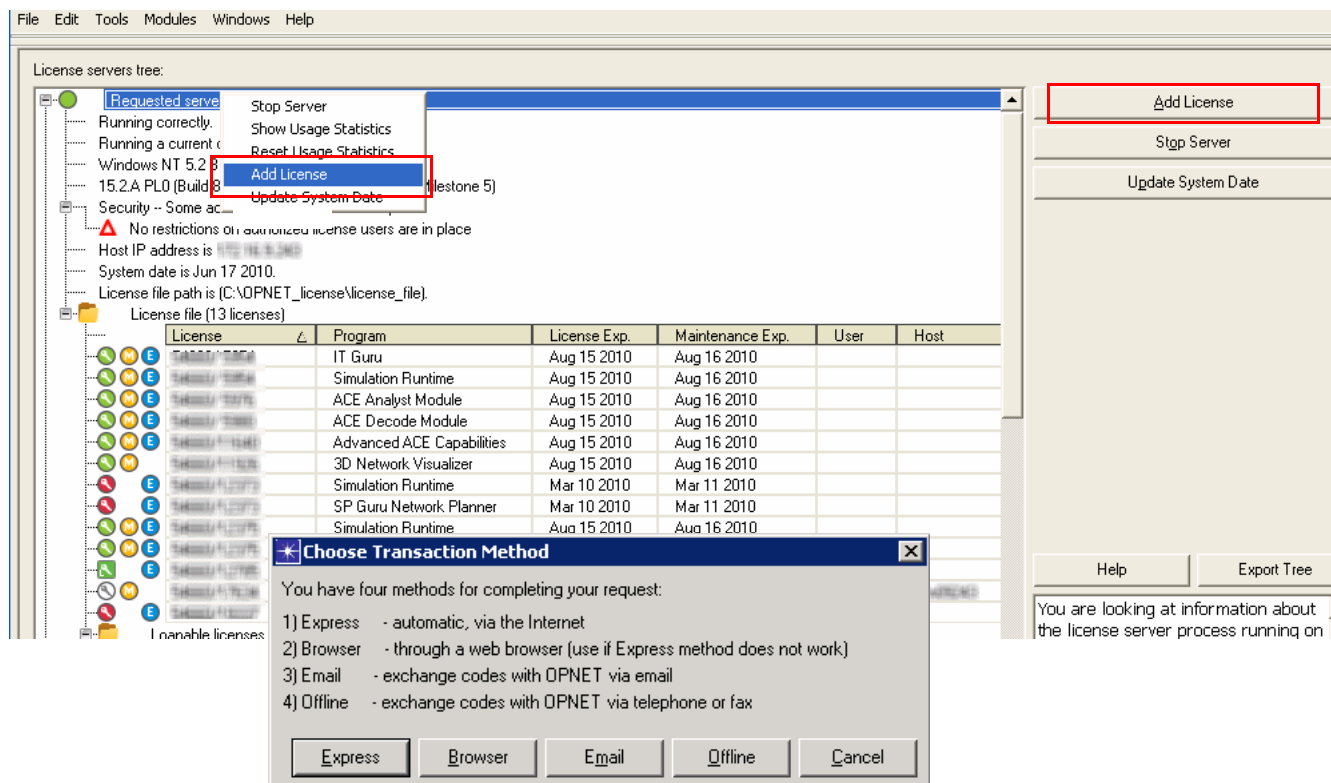 File Edit Tools Modules Windows Help
License servers tree:
Requested serve
Running correctly.
Running a current
Windows NT 5.2
15.2.A PL0 (Build 8 lestone 5)
Security -- Some ac
No restrictions on authorized license users are in place
Host IP address is
System date is Jun 17 2010.
License file path is (C:\OPNET_license\license_file).
License file (13 licenses)
Stop Server
Show Usage Statistics
Reset Usage Statistics
Add License
Update System Date
License Program License Exp. Maintenance Exp. User Host
IT Guru Aug 15 2010 Aug 16 2010
Simulation Runtime Aug 15 2010 Aug 16 2010
ACE Analyst Module Aug 15 2010 Aug 16 2010
ACE Decode Module Aug 15 2010 Aug 16 2010
Advanced ACE Capabilities Aug 15 2010 Aug 16 2010
3D Network Visualizer Aug 15 2010 Aug 16 2010
Simulation Runtime Mar 10 2010 Mar 11 2010
SP Guru Network Planner Mar 10 2010 Mar 11 2010
Simulation Runtime Aug 15 2010 Aug 16 2010
Loanable licenses
Add License
Stop Server
Update System Date
Help Export Tree
You are looking at information about
the license server process running on
Choose Transaction Method
You have four methods for completing your request:
1) Express - automatic, via the Internet
2) Browser - through a web browser (use if Express method does not work)
3) Email - exchange codes with OPNET via email
4) Offline - exchange codes with OPNET via telephone or fax
Express Browser Email Offline Cancel